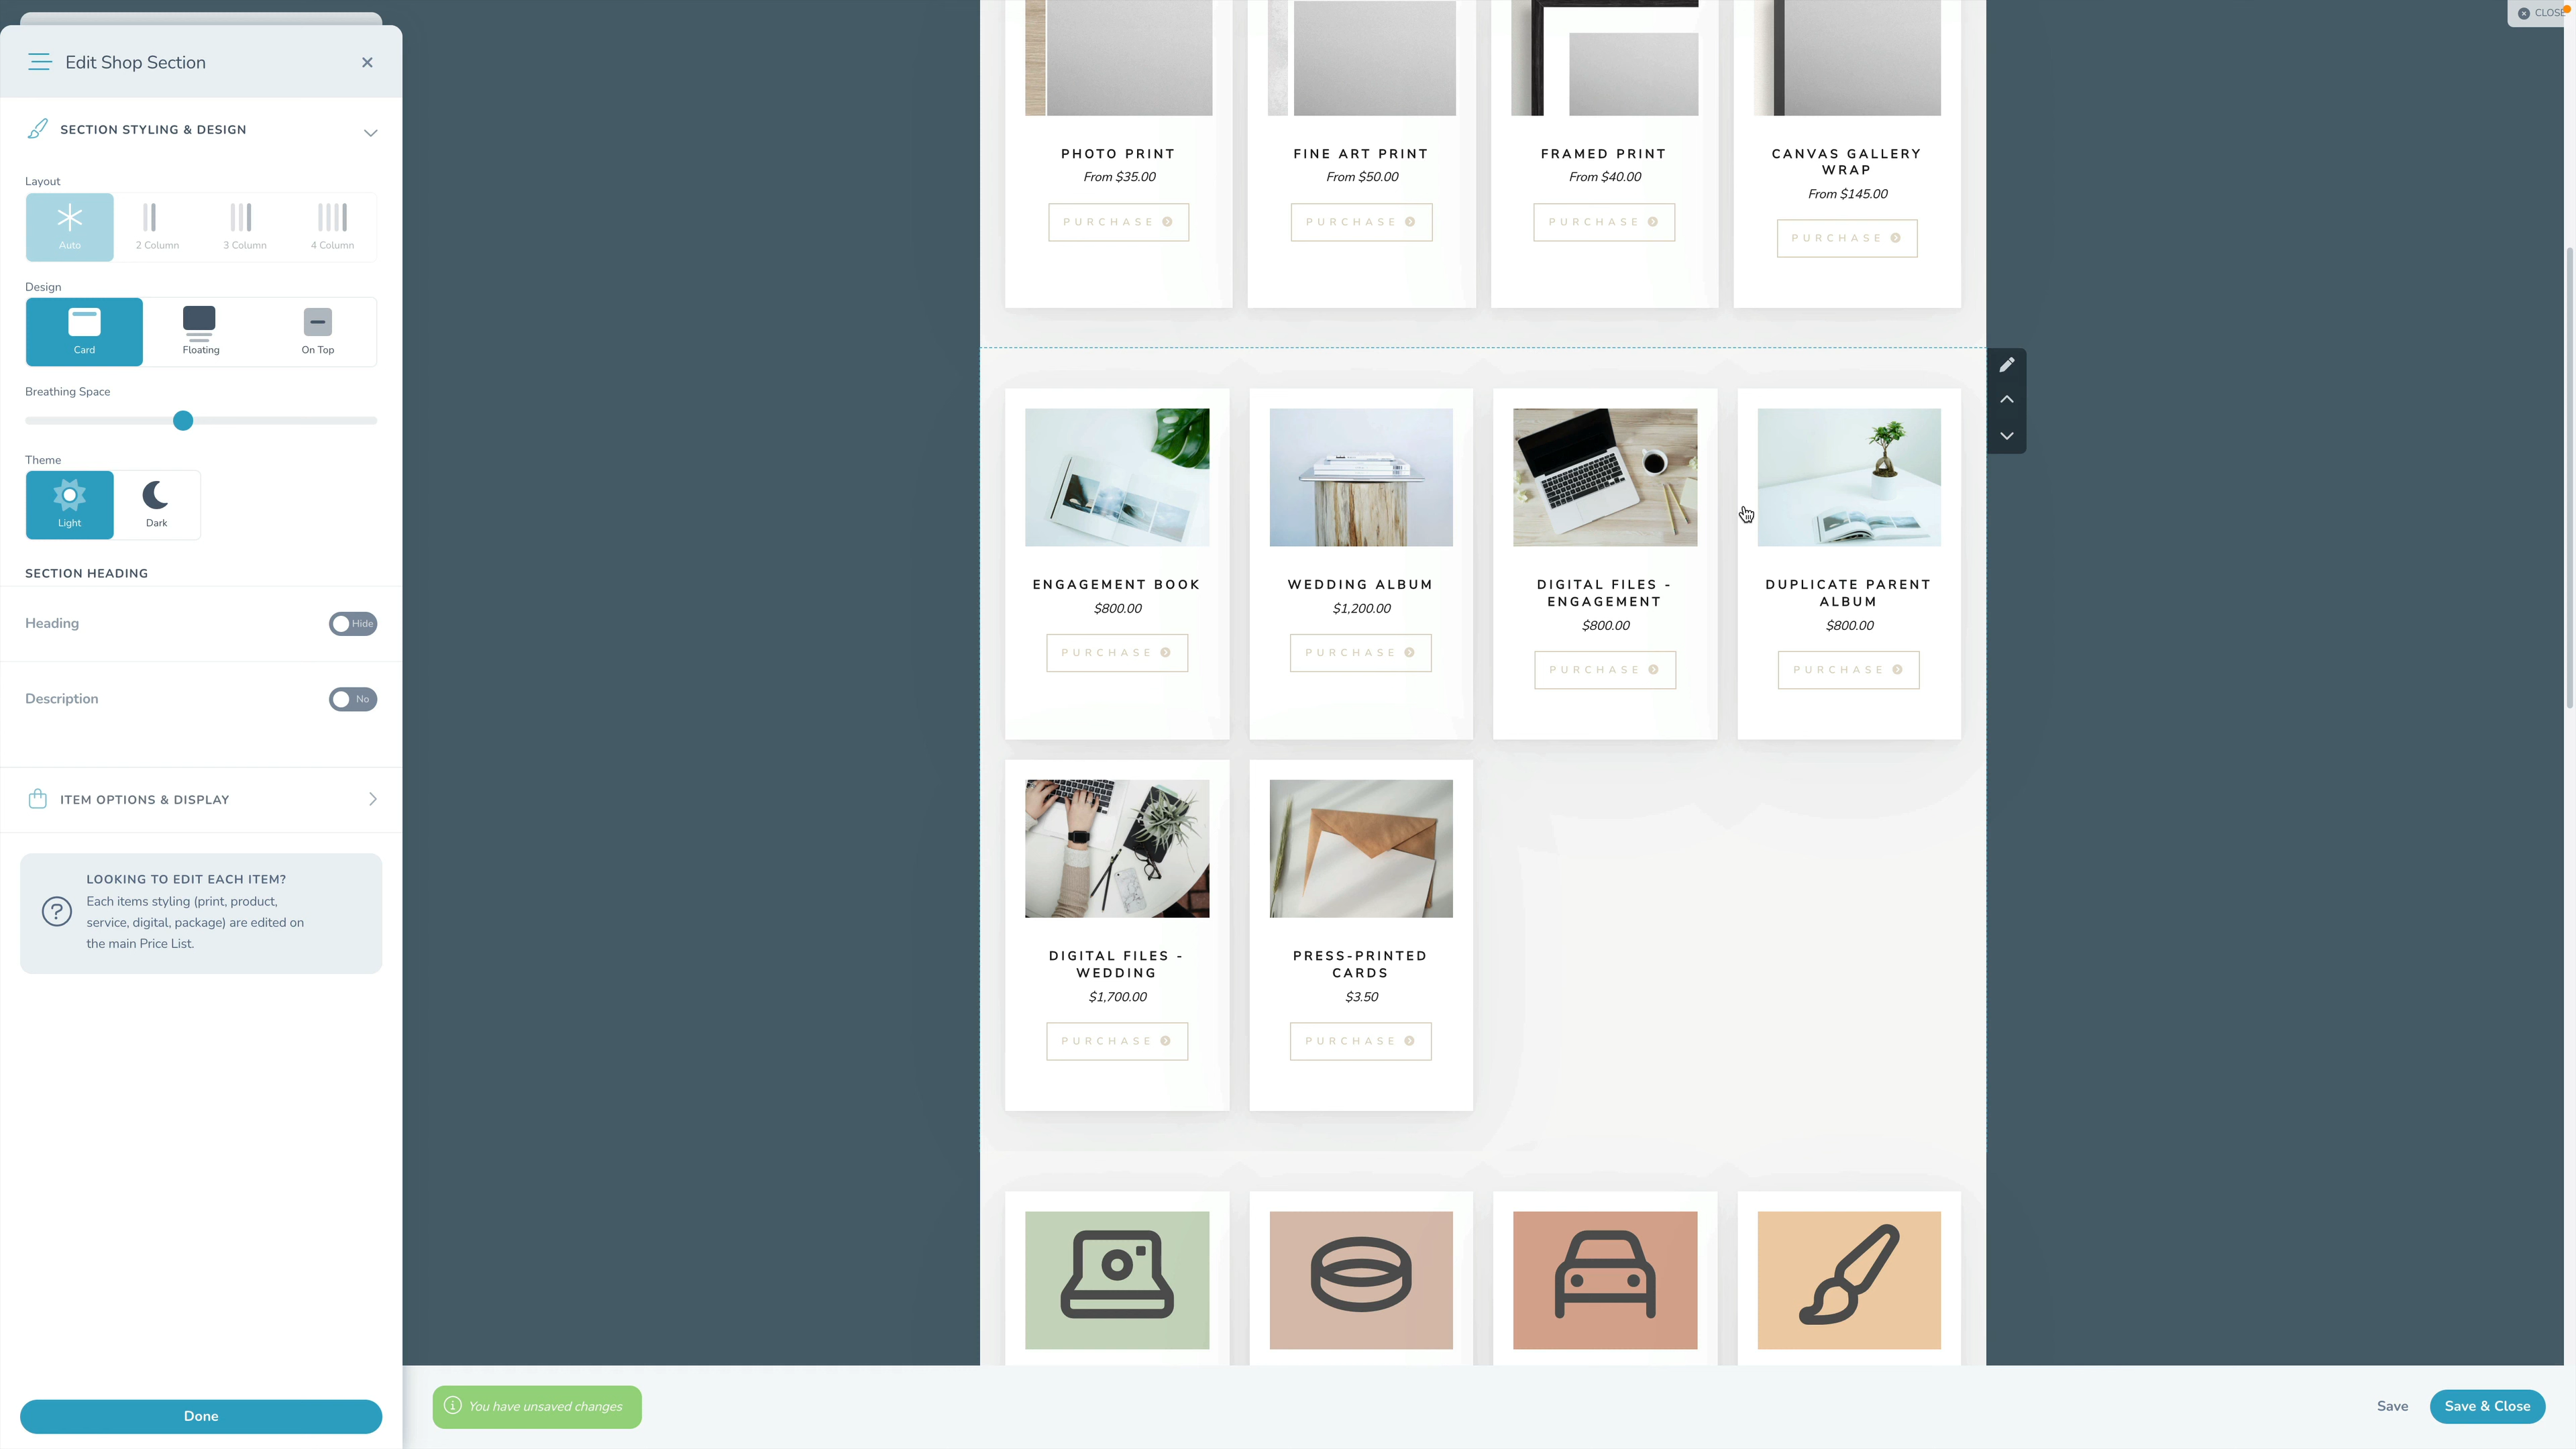 Edit Shop Section
SECTION STYLING & DESIGN
Layout
Auto
2 Column
3 Column
4 Column
Design
Card
Floating
On Top
Breathing Space
Theme
Light
Dark
SECTION HEADING
Heading
Hide
Description
No
ITEM OPTIONS & DISPLAY
LOOKING TO EDIT EACH ITEM?
Each items styling (print, product,
service, digital, package) are edited on
the main Price List.
Done
CLOSE
PHOTO PRINT
From $35.00
PURCHASE
FINE ART PRINT
From $50.00
PURCHASE
FRAMED PRINT
From $40.00
PURCHASE
CANVAS GALLERY
WRAP
From $145.00
PURCHASE
ENGAGEMENT BOOK
$800.00
PURCHASE
WEDDING ALBUM
$1,200.00
PURCHASE
DIGITAL FILES -
ENGAGEMENT
$800.00
PURCHASE
DUPLICATE PARENT
ALBUM
$800.00
PURCHASE
DIGITAL FILES -
WEDDING
$1,700.00
PURCHASE
PRESS-PRINTED
CARDS
$3.50
PURCHASE
You have unsaved changes
Save
Save & Close